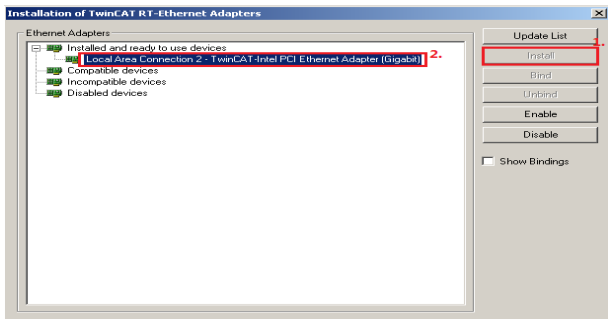 Installation of TwinCAT RT-Ethernet Adapters
Ethernet Adapters
Installed and ready to use devices
Local Area Connection 2 - TwinCAT-Intel PCI Ethernet Adapter (Gigabit)
2.
Compatible devices
Incompatible devices
Disabled devices
Update List
1.
Install
Bind
Unbind
Enable
Disable
Show Bindings